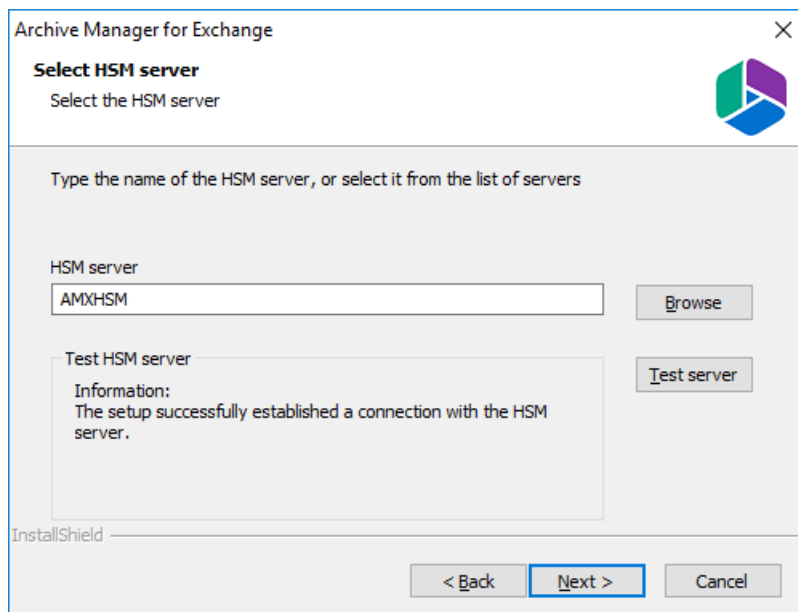 Archive Manager for Exchange
Select HSM server
Select the HSM server
Type the name of the HSM server, or select it from the list of servers
HSM server
AMXHSM
Browse
Test HSM server
Test server
Information:
The setup successfully established a connection with the HSM
server.
InstallShield
< Back
Next >
Cancel